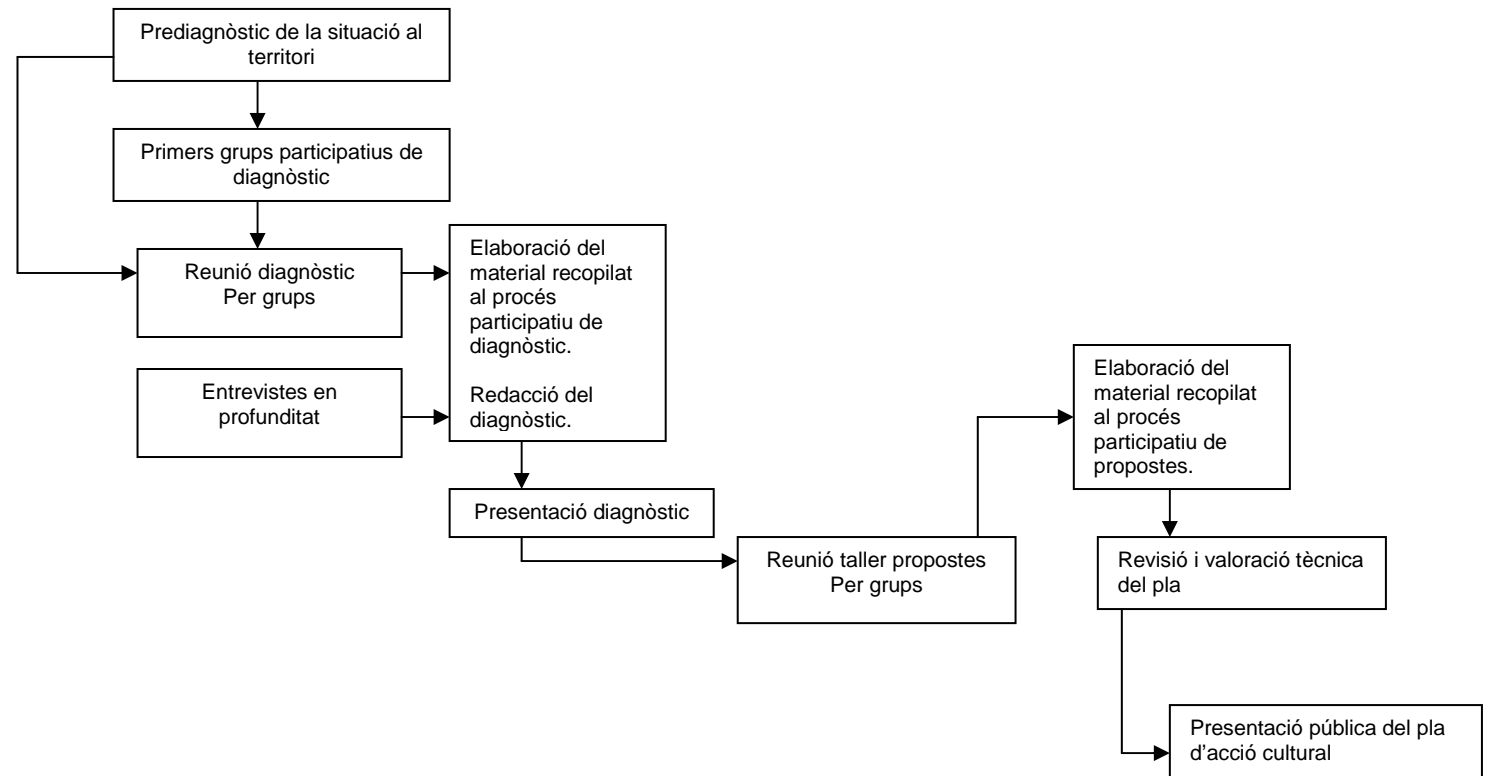 Prediagnòstic de la situació al
territori
Primers grups participatius de
diagnòstic
Reunió diagnòstic
Per grups
Entrevistes en
profunditat
Elaboració del
material recopilat
al procés
participatiu de
diagnòstic.
Redacció del
diagnòstic.
Presentació diagnòstic
Reunió taller propostes
Per grups
Elaboració del
material recopilat
al procés
participatiu de
propostes.
Revisió i valoració tècnica
del pla
Presentació pública del pla
d’acció cultural